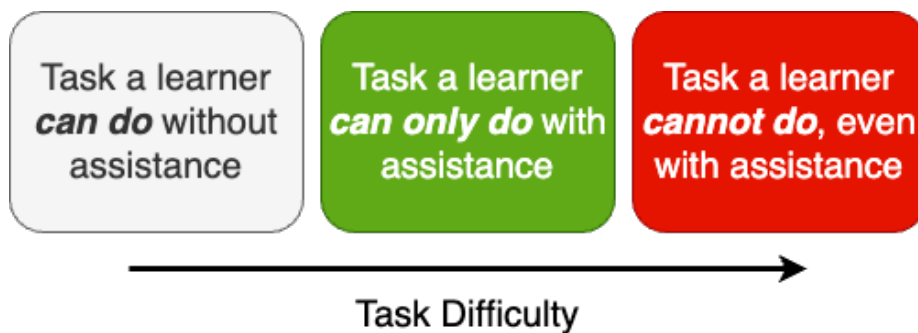 Task a learner
can do without
assistance
Task a learner
can only do with
assistance
Task a learner
cannot do, even
with assistance
Task Difficulty